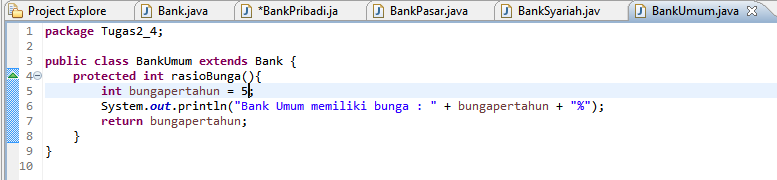 Project Explore Bank.java *BankPribadi.ja BankPasar.java BankSyariah.jav BankUmum.java
1 package Tugas2_4;
2
3 public class BankUmum extends Bank {
4 protected int rasioBunga(){
5 int bungapertahun = 5;
6 System.out.println("Bank Umum memiliki bunga : " + bungapertahun + "%");
7 return bungapertahun;
8 }
9 }
10